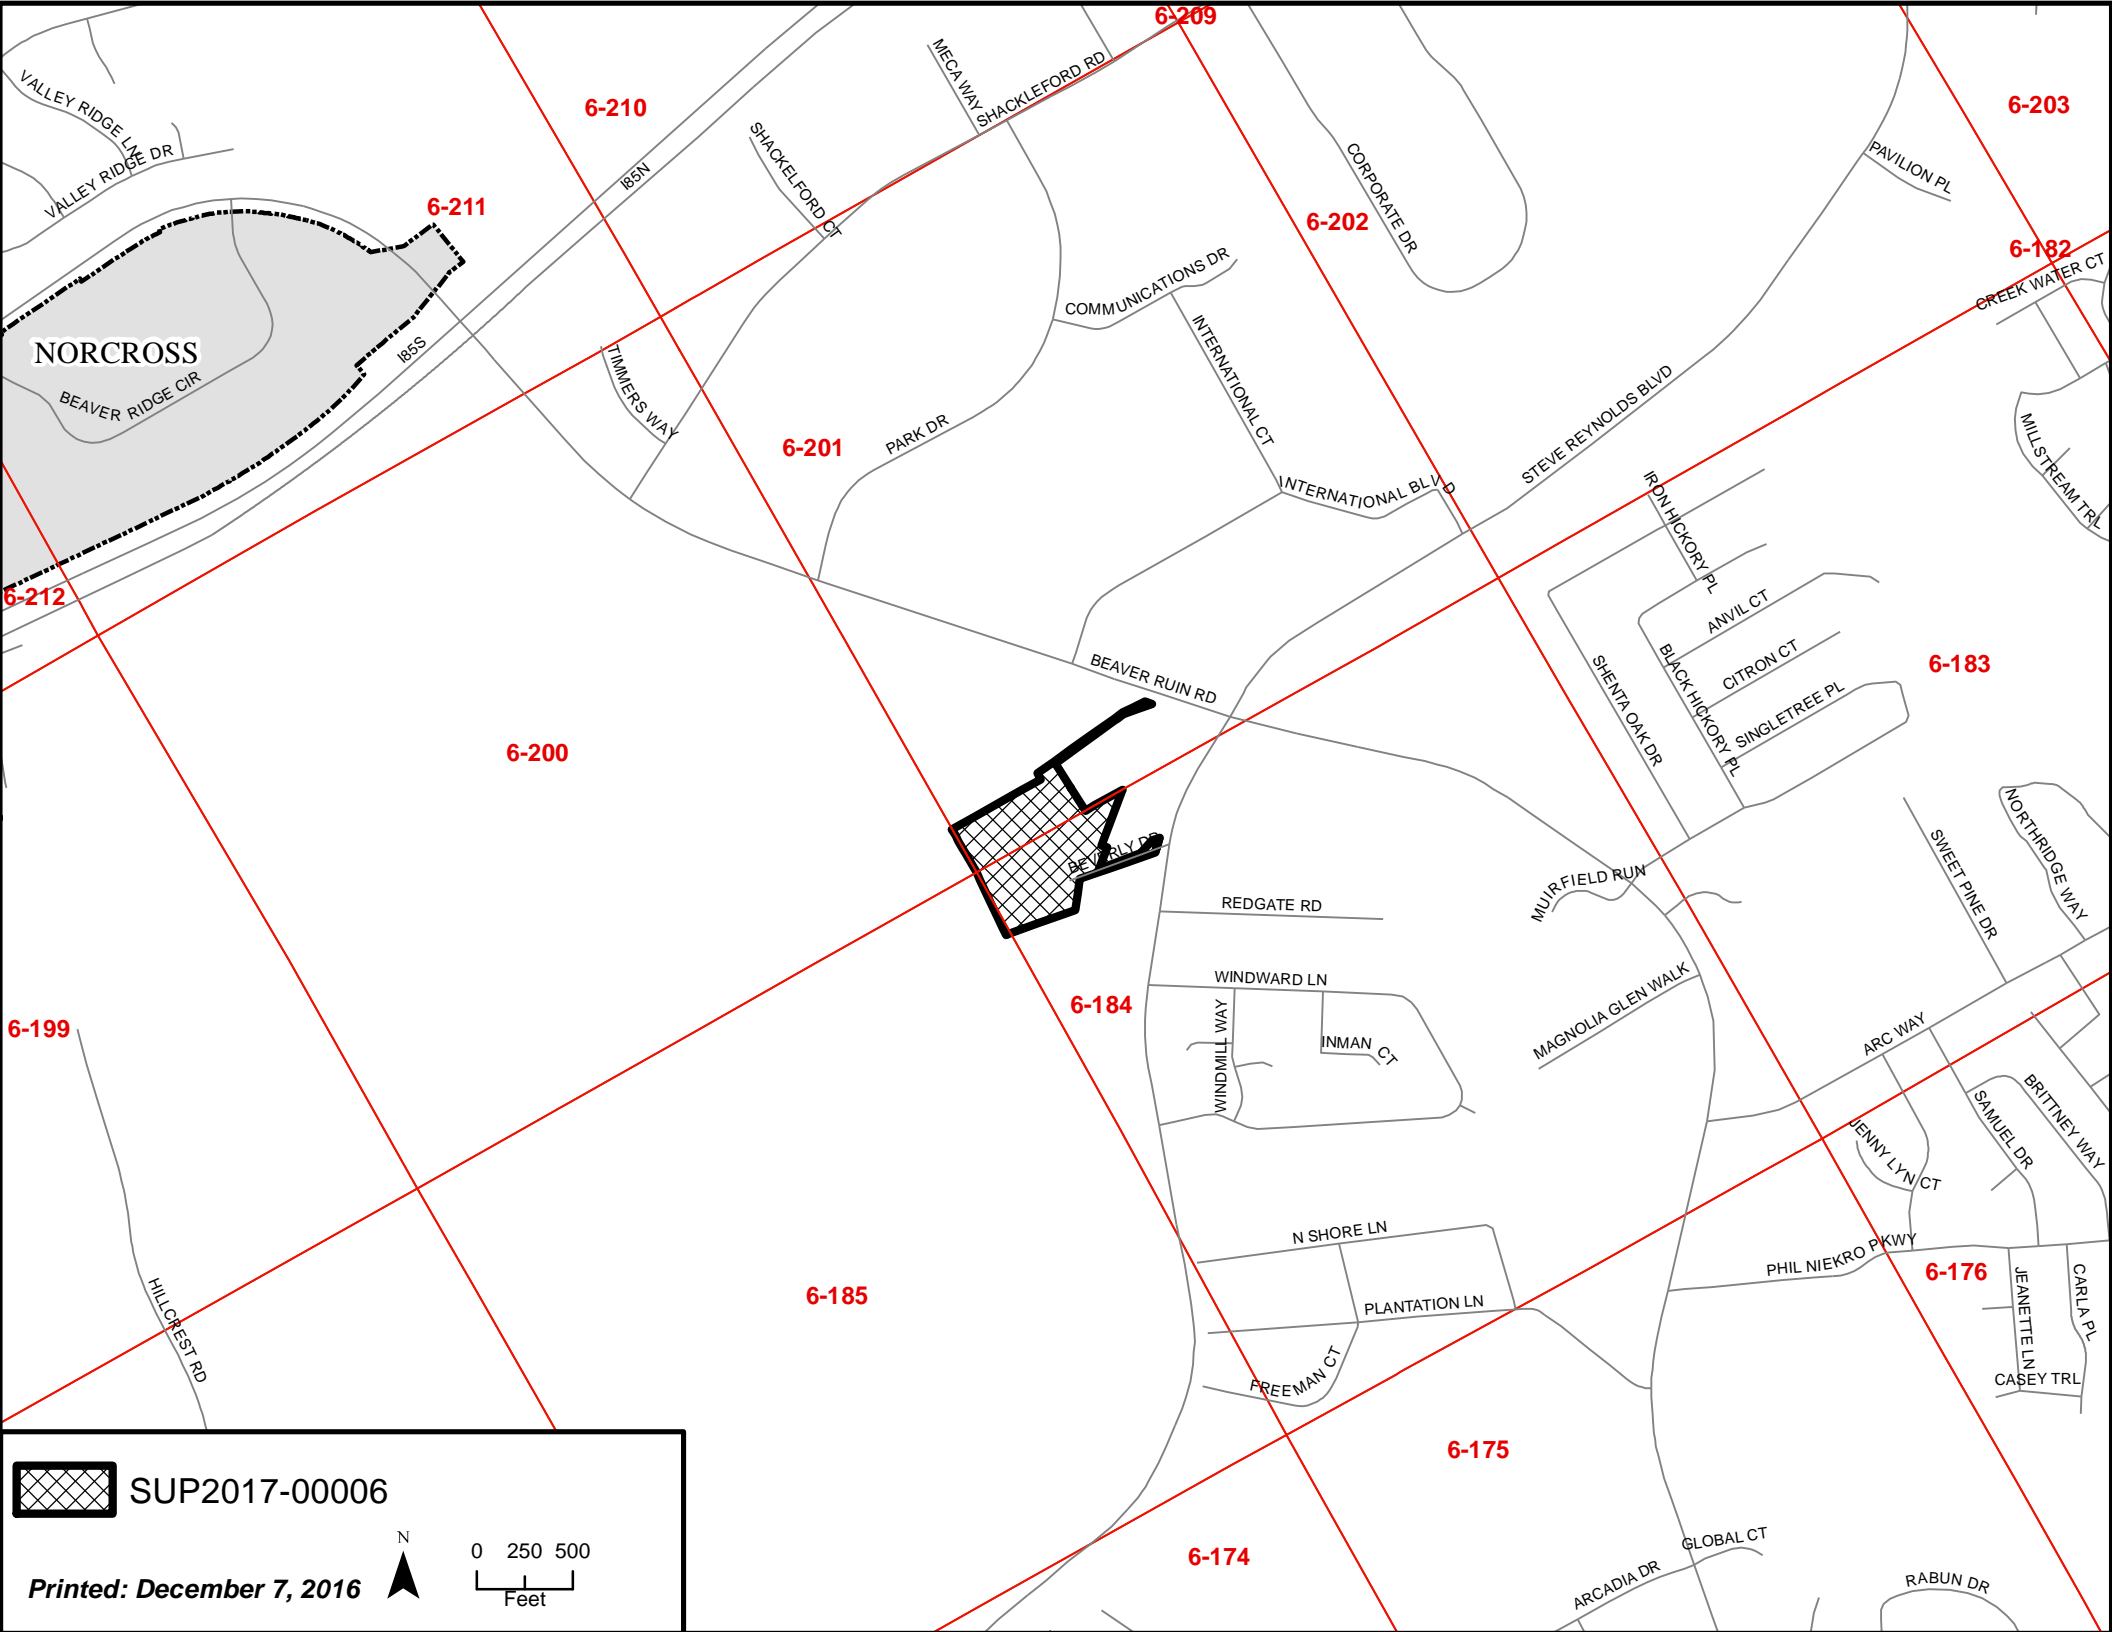 6-209
MECA WAY
SHACKLEFORD RD
6-210
6-203
VALLEY RIDGE LN
VALLEY RIDGE DR
SHACKELFORD CT
I85N
CORPORATE DR
PAVILION PL
6-211
6-202
6-182
CREEK WATER CT
COMMUNICATIONS DR
NORCROSS
I85S
BEAVER RIDGE CIR
TIMMERS WAY
INTERNATIONAL CT
STEVE REYNOLDS BLVD
PARK DR
6-201
MILLSTREAM TRL
INTERNATIONAL BLVD
IRON HICKORY PL
6-212
ANVIL CT
CITRON CT
BLACK HICKORY PL
SHENTA OAK DR
6-183
BEAVER RUIN RD
SINGLETREE PL
6-200
BEVERLY DR
NORTHRIDGE WAY
SWEET PINE DR
MUIRFIELD RUN
REDGATE RD
WINDWARD LN
6-184
6-199
WINDMILL WAY
INMAN CT
MAGNOLIA GLEN WALK
ARC WAY
SAMUEL DR
BRITTNEY WAY
JENNY LYN CT
N SHORE LN
PHIL NIEKRO PKWY
6-176
6-185
PLANTATION LN
JEANETTE LN
CARLA PL
HILLCREST RD
FREEMAN CT
CASEY TRL
6-175
SUP2017-00006
GLOBAL CT
6-174
ARCADIA DR
RABUN DR
N
0 250 500
Feet
Printed: December 7, 2016